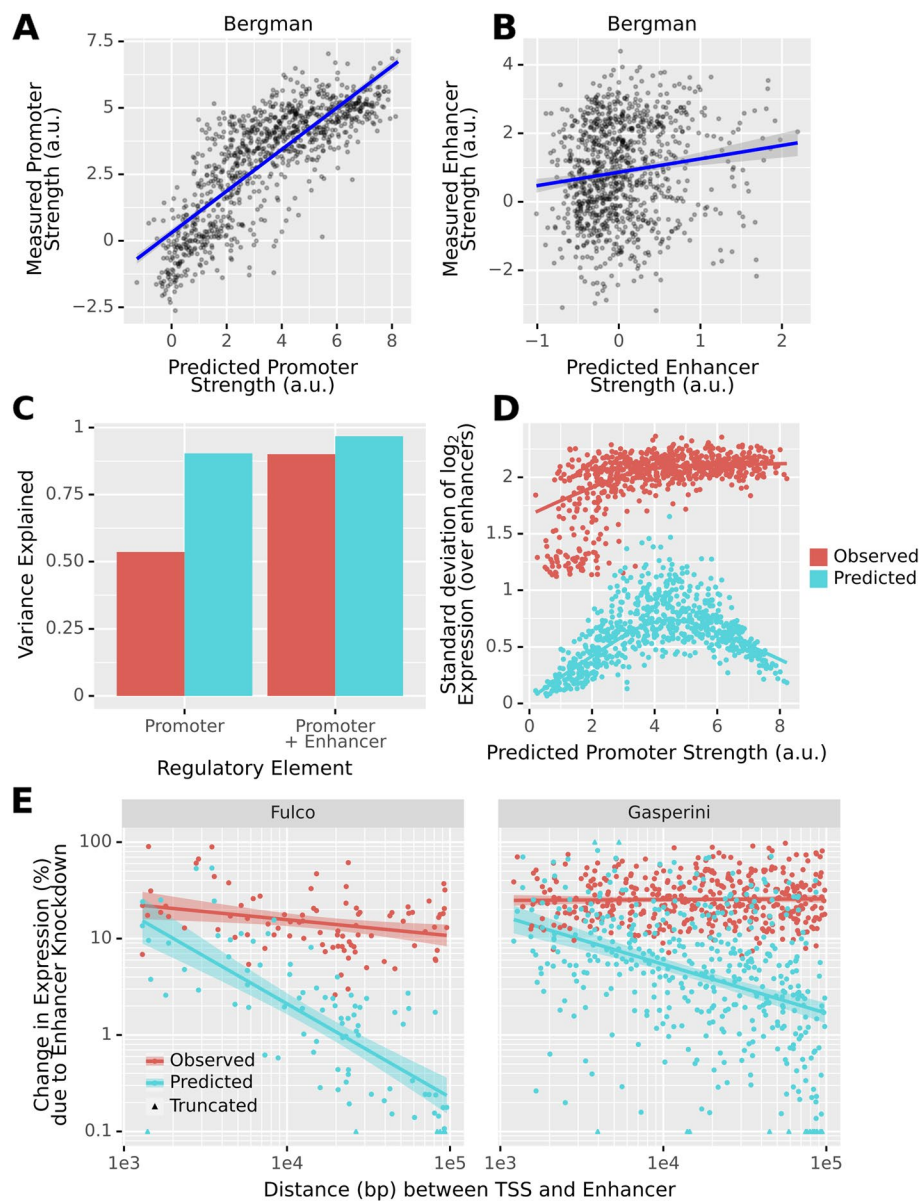 A
Bergman
Measured Promoter
Strength (a.u.)
7.5
5
2.5
0
−2.5
0
2
4
6
8
Predicted Promoter
Strength (a.u.)
B
Bergman
Measured Enhancer
Strength (a.u.)
4
2
0
−2
−1
0
1
2
Predicted Enhancer
Strength (a.u.)
C
Variance Explained
1
0.75
0.50
0.25
0
Promoter
Promoter
+ Enhancer
Regulatory Element
D
Standard deviation of log2
Expression (over enhancers)
2
1.5
1
0.5
0
0
2
4
6
8
Predicted Promoter Strength (a.u.)
Observed
Predicted
E
Fulco
Gasperini
Change in Expression (%)
due to Enhancer Knockdown
100
10
1
0.1
Observed
Predicted
Truncated
1e3
1e4
1e5
1e3
1e4
1e5
Distance (bp) between TSS and Enhancer